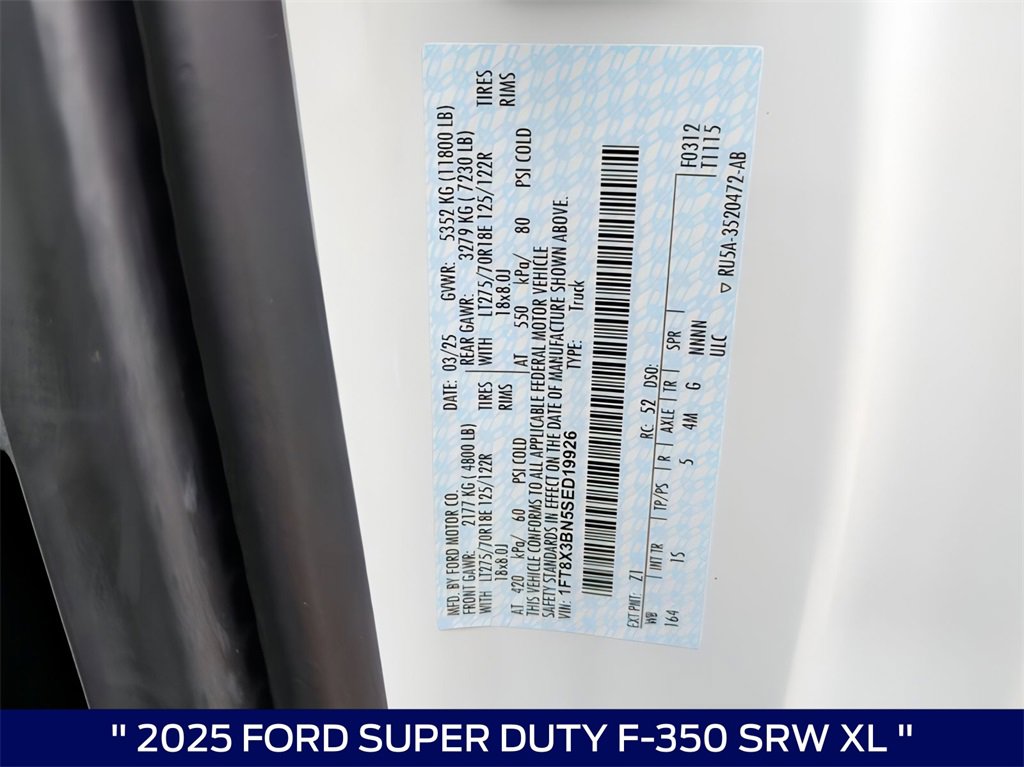 MFD. BY FORD MOTOR CO.
DATE: 03/25 GVWR: 5352 KG (11800 LB)
FRONT GAWR: 2177 KG ( 4800 LB) REAR GAWR: 3279 KG ( 7230 LB)
WITH LT275/70R18E 125/122R TIRES WITH LT275/70R18E 125/122R TIRES
18x8.0J RIMS 18x8.0J RIMS
AT 420 kPa/ 60 PSI COLD AT 550 kPa/ 80 PSI COLD
THIS VEHICLE CONFORMS TO ALL APPLICABLE FEDERAL MOTOR VEHICLE
SAFETY STANDARDS IN EFFECT ON THE DATE OF MANUFACTURE SHOWN ABOVE.
VIN: 1FT8X3BN5SED19926 TYPE: Truck
EXT PNT: Z1 RC: 52 DSO: F0312
WB INT TR TP/PS R AXLE TR SPR T1115
164 1S 5 4M G NNNN
ULC ▽ RU5A-3520472-AB
" 2025 FORD SUPER DUTY F-350 SRW XL "